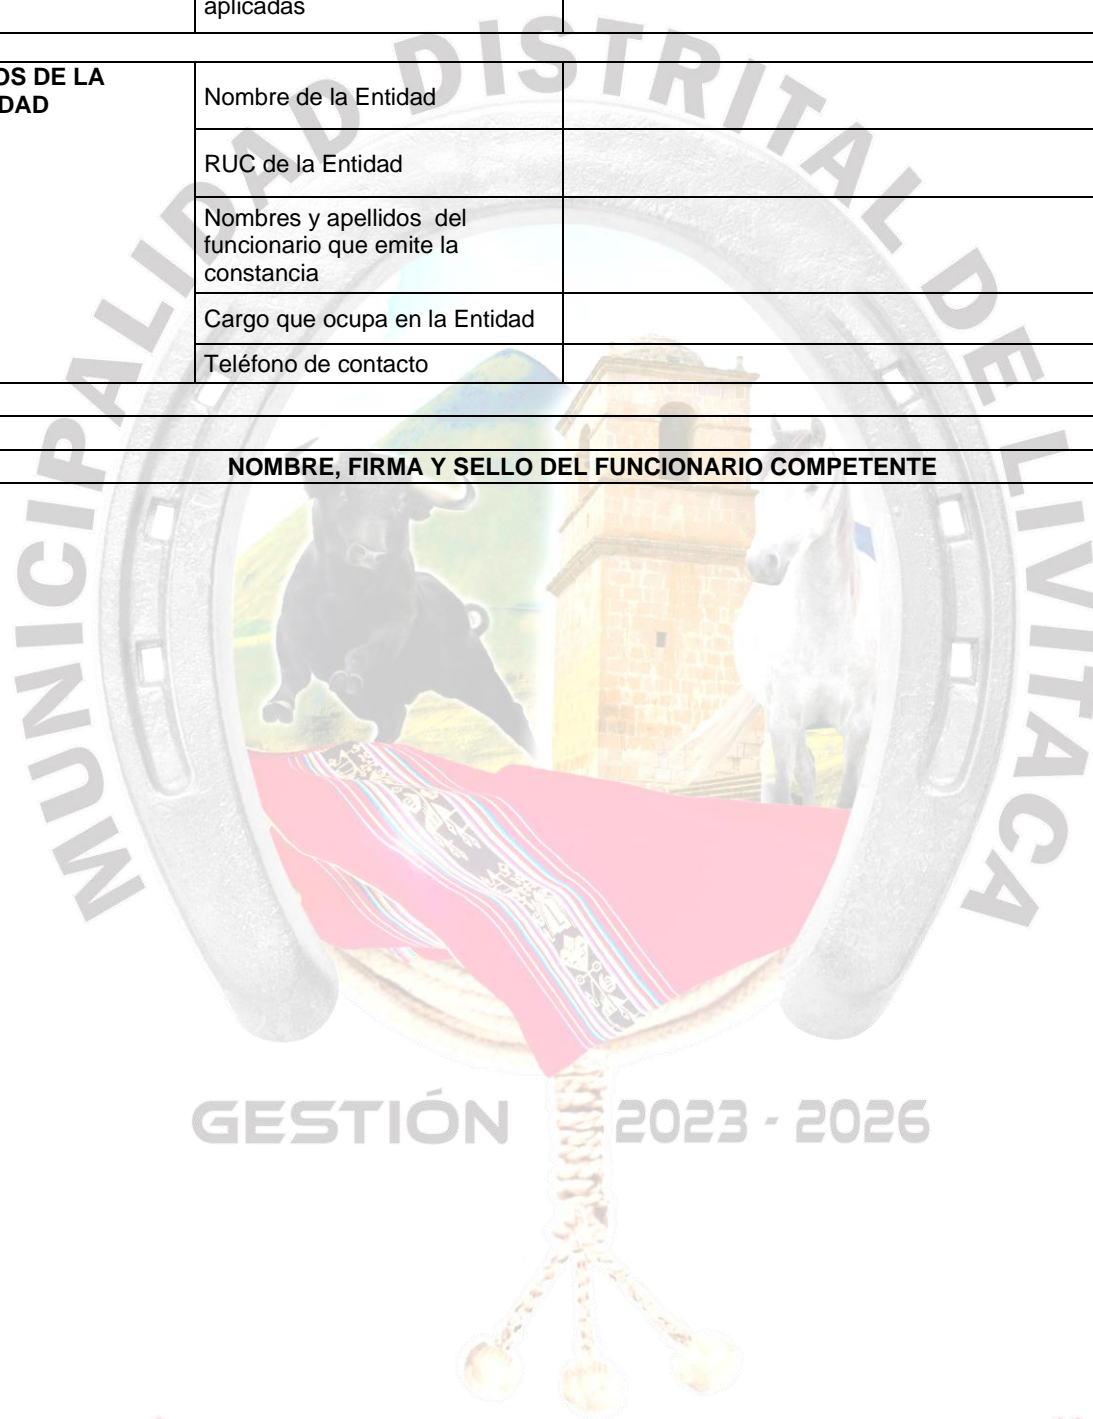 aplicadas
OS DE LA
IDAD
Nombre de la Entidad
RUC de la Entidad
Nombres y apellidos del
funcionario que emite la
constancia
Cargo que ocupa en la Entidad
Teléfono de contacto
NOMBRE, FIRMA Y SELLO DEL FUNCIONARIO COMPETENTE
MUNICIPALIDAD DISTRITAL DE LIVITACA
GESTIÓN 2023 - 2026